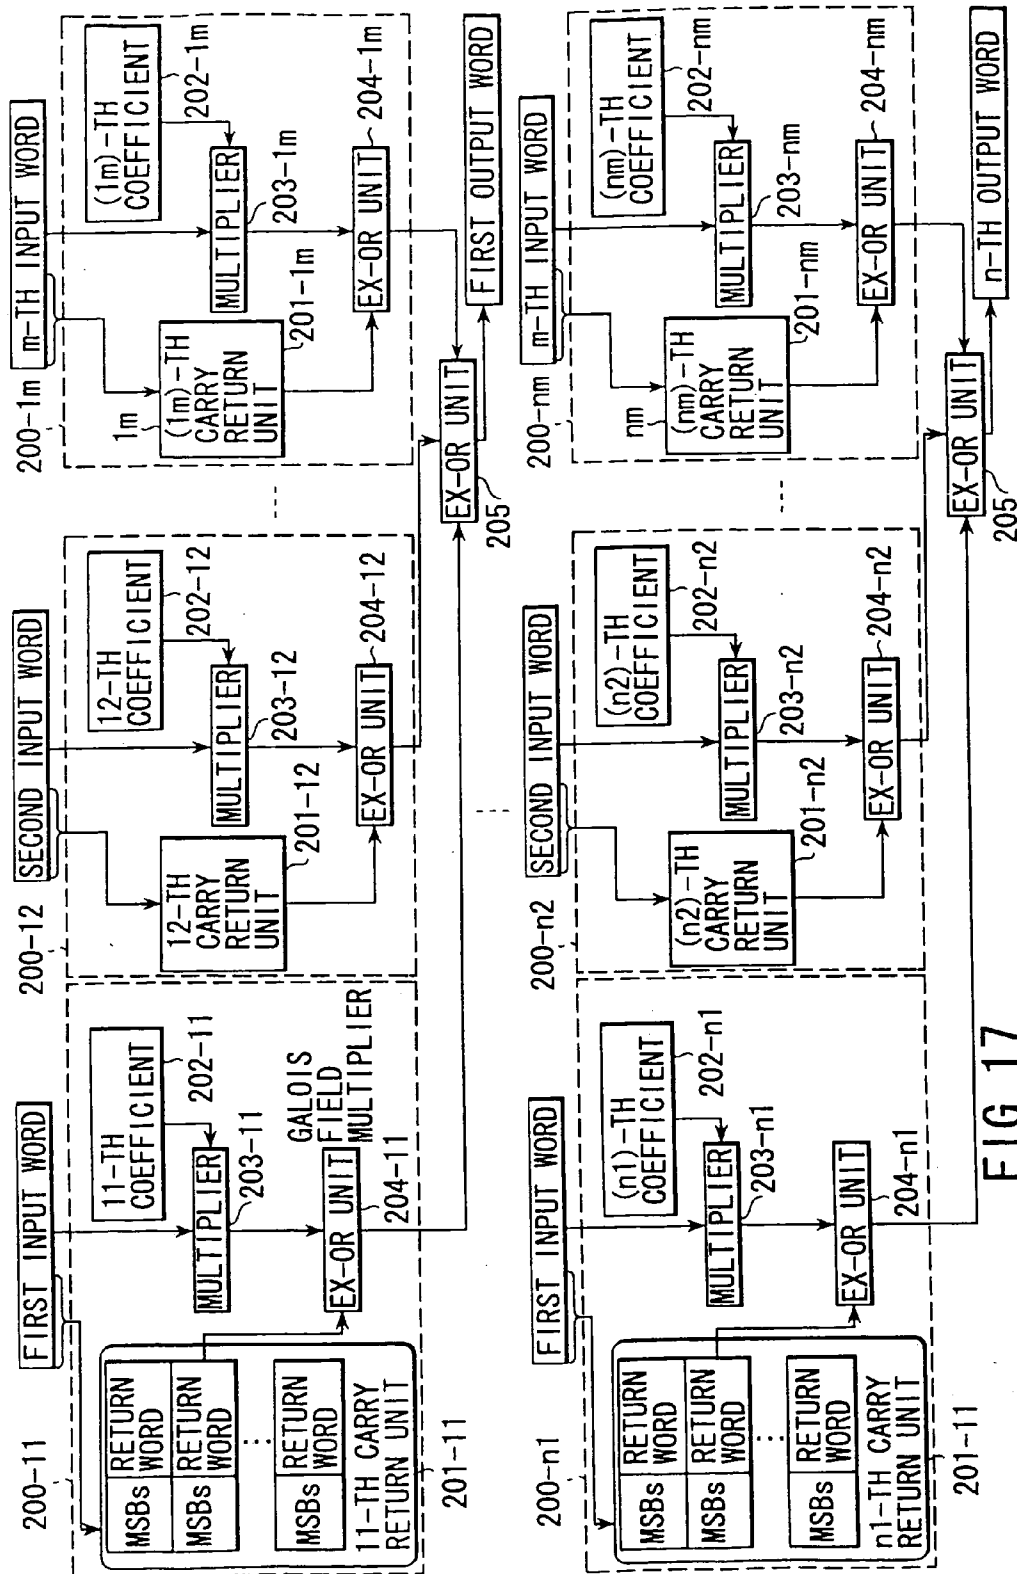 FIRST INPUT WORD
SECOND INPUT WORD
m-TH INPUT WORD
200-11
200-12
200-1m
11-TH
COEFFICIENT
202-11
MULTIPLIER
203-11
GALOIS
FIELD
MULTIPLIER
EX-OR UNIT
204-11
MSBs
RETURN
WORD
MSBs
RETURN
WORD
MSBs
RETURN
WORD
11-TH CARRY
RETURN UNIT
201-11
12-TH
COEFFICIENT
202-12
MULTIPLIER
203-12
12-TH
CARRY
RETURN
UNIT
201-12
EX-OR UNIT
204-12
1m
(1m)-TH
COEFFICIENT
202-1m
MULTIPLIER
203-1m
(1m)-TH
CARRY
RETURN
UNIT
201-1m
EX-OR UNIT
204-1m
EX-OR UNIT
205
FIRST OUTPUT WORD
FIRST INPUT WORD
SECOND INPUT WORD
m-TH INPUT WORD
200-n1
200-n2
200-nm
(n1)-TH
COEFFICIENT
202-n1
MULTIPLIER
203-n1
EX-OR UNIT
204-n1
MSBs
RETURN
WORD
MSBs
RETURN
WORD
MSBs
RETURN
WORD
n1-TH CARRY
RETURN UNIT
201-11
(n2)-TH
COEFFICIENT
202-n2
MULTIPLIER
203-n2
(n2)-TH
CARRY
RETURN
UNIT
201-n2
EX-OR UNIT
204-n2
nm
(nm)-TH
COEFFICIENT
202-nm
MULTIPLIER
203-nm
(nm)-TH
CARRY
RETURN
UNIT
201-nm
EX-OR UNIT
204-nm
EX-OR UNIT
205
n-TH OUTPUT WORD
FIG. 17